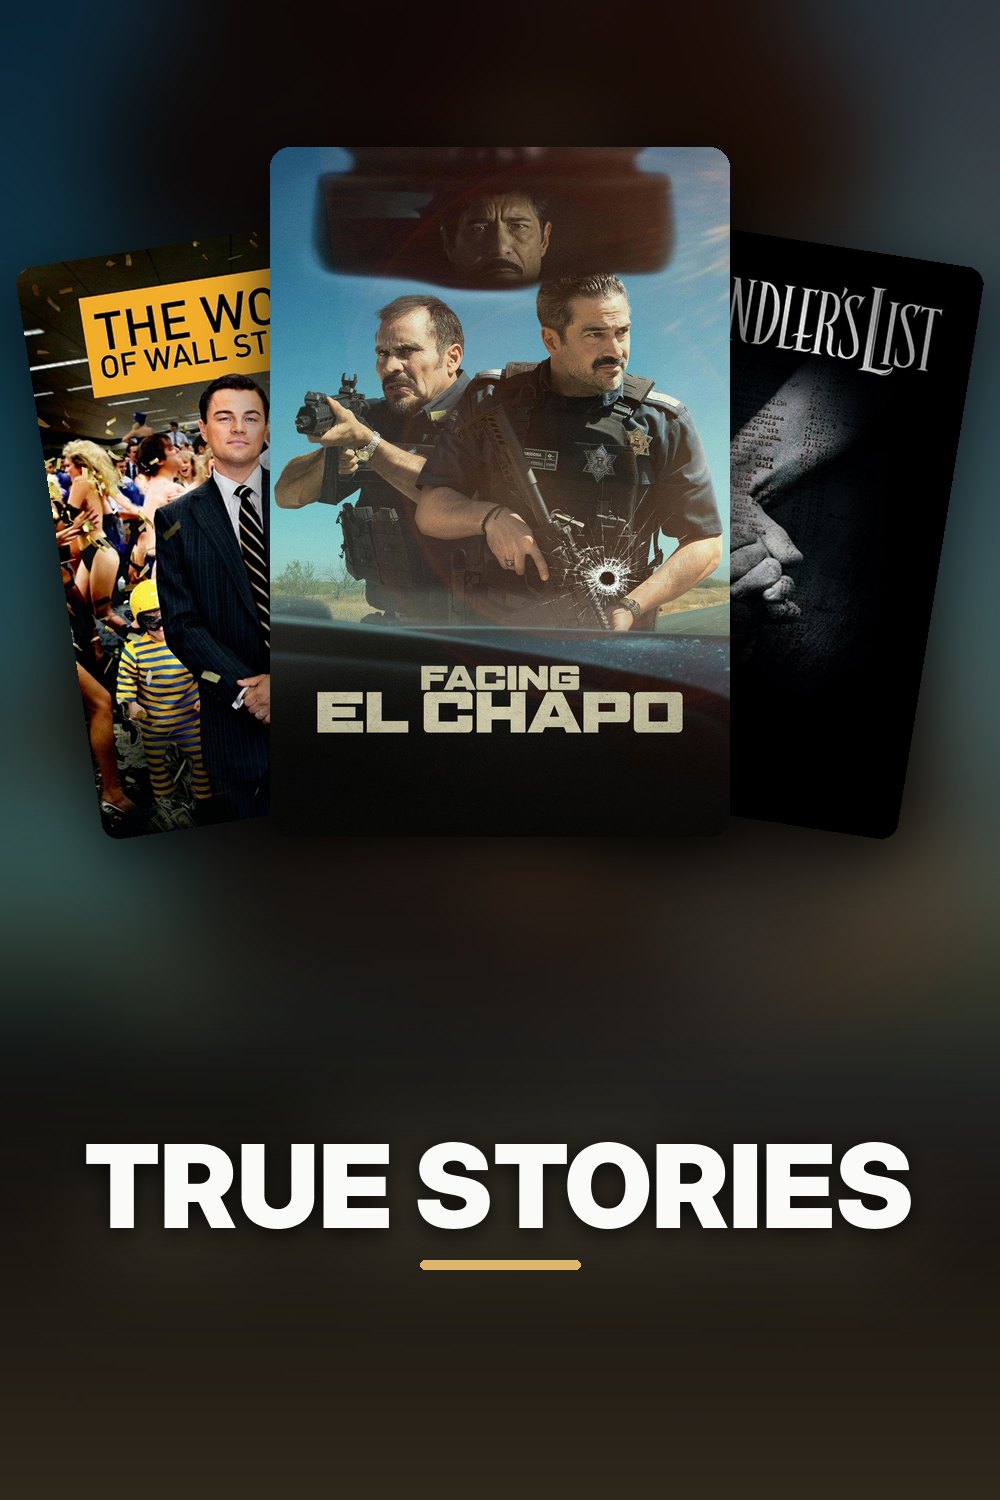 THE WO
OF WALL ST
NDLER'S LIST
FACING
EL CHAPO
TRUE STORIES